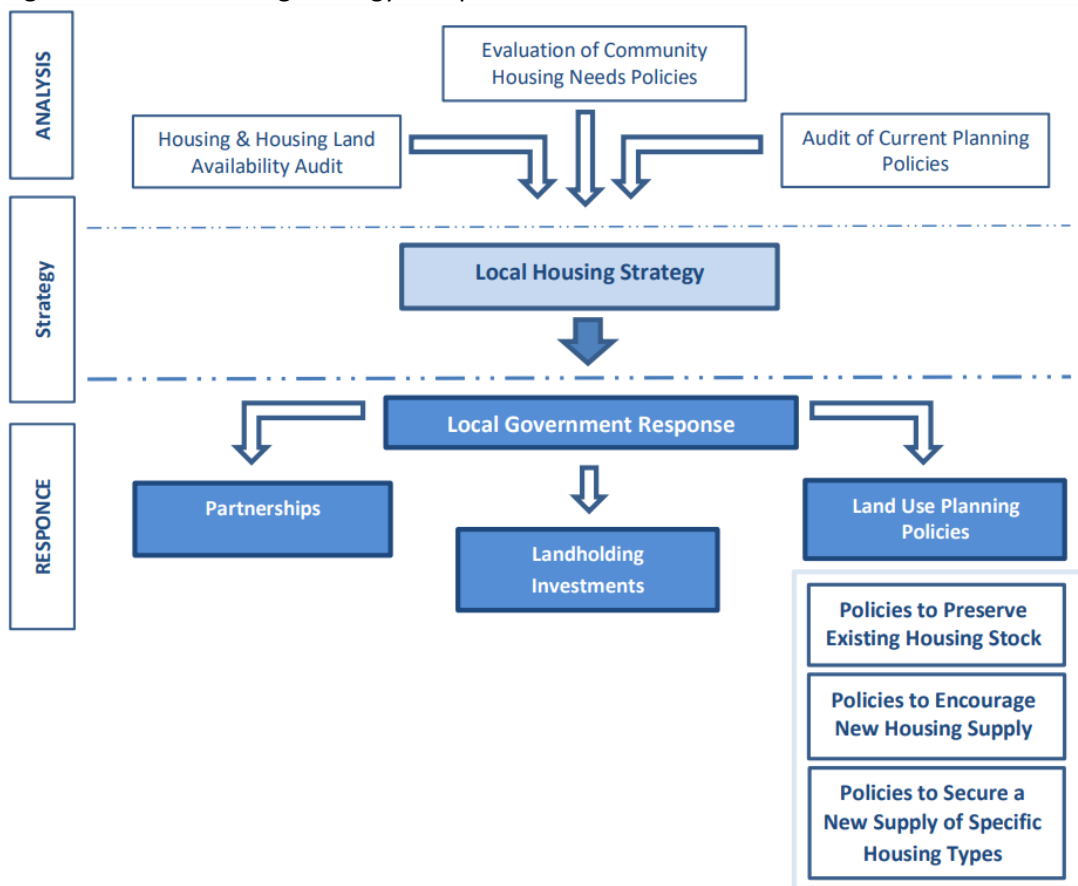 ANALYSIS
Evaluation of Community
Housing Needs Policies
Housing & Housing Land
Availability Audit
Audit of Current Planning
Policies
Strategy
Local Housing Strategy
RESPONCE
Local Government Response
Partnerships
Landholding
Investments
Land Use Planning
Policies
Policies to Preserve
Existing Housing Stock
Policies to Encourage
New Housing Supply
Policies to Secure a
New Supply of Specific
Housing Types